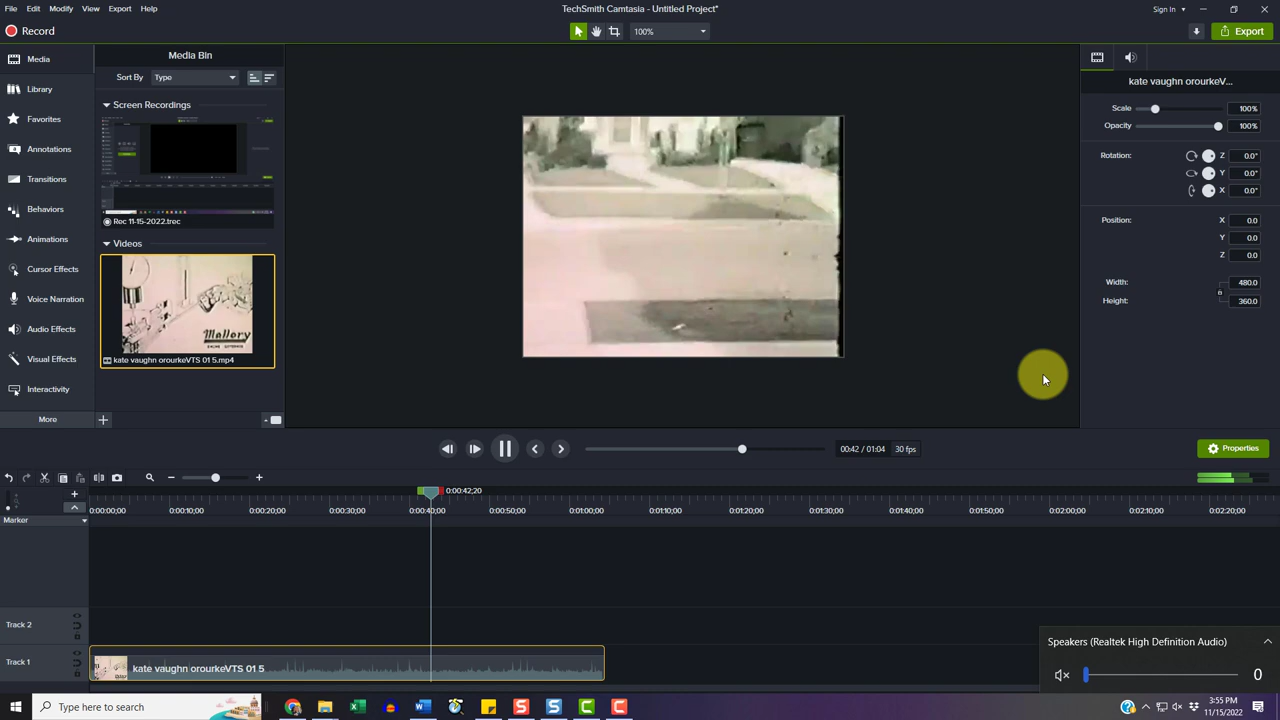 File Edit Modify View Export Help
TechSmith Camtasia - Untitled Project*
Sign In
Record
100%
Export
Media
Library
Favorites
Annotations
Transitions
Behaviors
Animations
Cursor Effects
Voice Narration
Audio Effects
Visual Effects
Interactivity
More
Media Bin
Sort By Type
Screen Recordings
Rec 11-15-2022.trec
Videos
Mallory
kate vaughn orourkeVTS 01 5.mp4
kate vaughn orourkeV...
Scale 100%
Opacity 100%
Rotation: Z 0.0°
Y 0.0°
X 0.0°
Position: X 0.0
Y 0.0
Z 0.0
Width: 480.0
Height: 360.0
00:42 / 01:04 30 fps
Properties
0:00:42;20
0:00:00;00 0:00:10;00 0:00:20;00 0:00:30;00 0:00:40;00 0:00:50;00 0:01:00;00 0:01:10;00 0:01:20;00 0:01:30;00 0:01:40;00 0:01:50;00 0:02:00;00 0:02:10;00 0:02:20;00
Marker
Track 2
Track 1
kate vaughn orourkeVTS 01 5
Speakers (Realtek High Definition Audio)
0
Type here to search
3:55 PM
11/15/2022